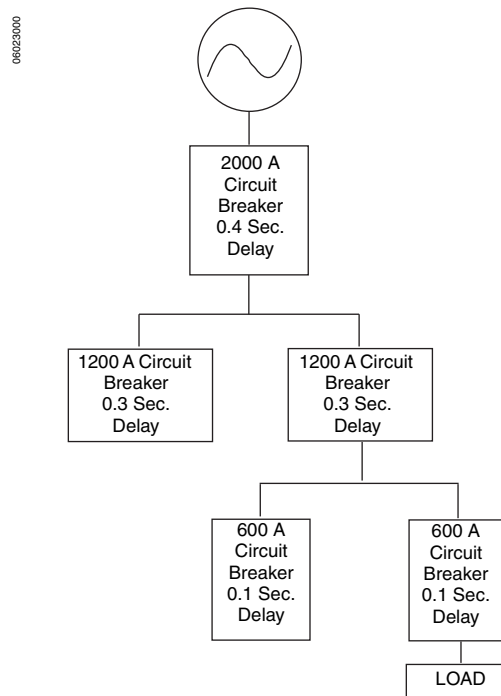 06023000
2000 A
Circuit
Breaker
0.4 Sec.
Delay
1200 A Circuit
Breaker
0.3 Sec.
Delay
1200 A Circuit
Breaker
0.3 Sec.
Delay
600 A
Circuit
Breaker
0.1 Sec.
Delay
600 A
Circuit
Breaker
0.1 Sec.
Delay
LOAD